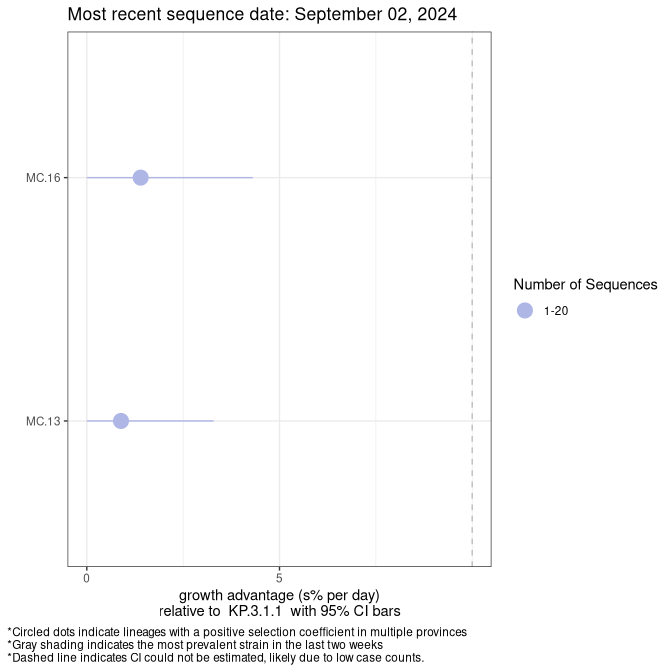 Most recent sequence date: September 02, 2024
MC.16
MC.13
Number of Sequences
1-20
0 5
growth advantage (s% per day)
relative to  KP.3.1.1  with 95% CI bars
*Circled dots indicate lineages with a positive selection coefficient in multiple provinces
*Gray shading indicates the most prevalent strain in the last two weeks
*Dashed line indicates CI could not be estimated, likely due to low case counts.